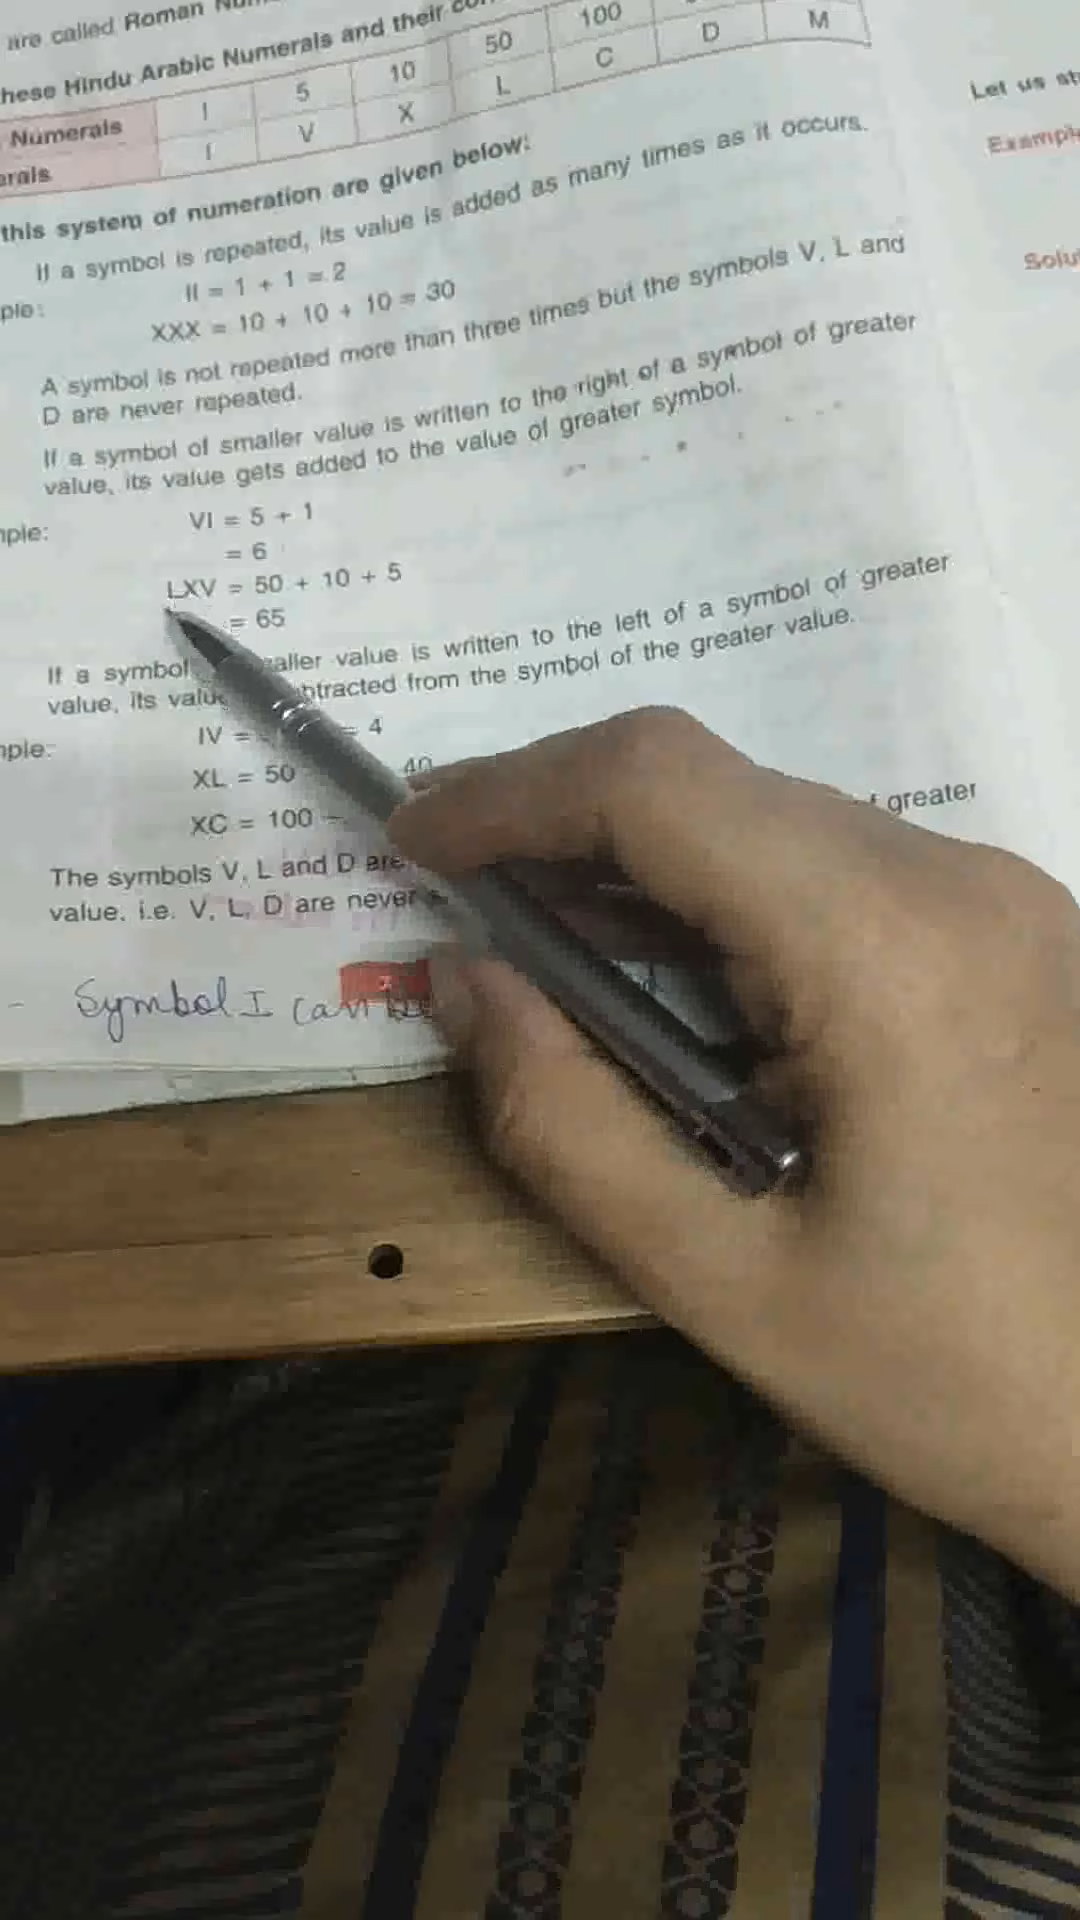 are called Roman
hese Hindu Arabic Numerals and their
Numerals I 5 10 50 100
erals I V X L C D M
this system of numeration are given below:
If a symbol is repeated, its value is added as many times as it occurs.
ple: II = 1 + 1 = 2
XXX = 10 + 10 + 10 = 30
A symbol is not repeated more than three times but the symbols V, L and
D are never repeated.
If a symbol of smaller value is written to the right of a symbol of greater
value, its value gets added to the value of greater symbol.
mple: VI = 5 + 1
= 6
LXV = 50 + 10 + 5
= 65
If a symbol aller value is written to the left of a symbol of greater
value, its value btracted from the symbol of the greater value.
mple: IV = = 4
XL = 50 40
XC = 100 –
greater
The symbols V, L and D are
value, i.e. V, L, D are never
2
- Symbol I can be
Let us st
Example
Solut